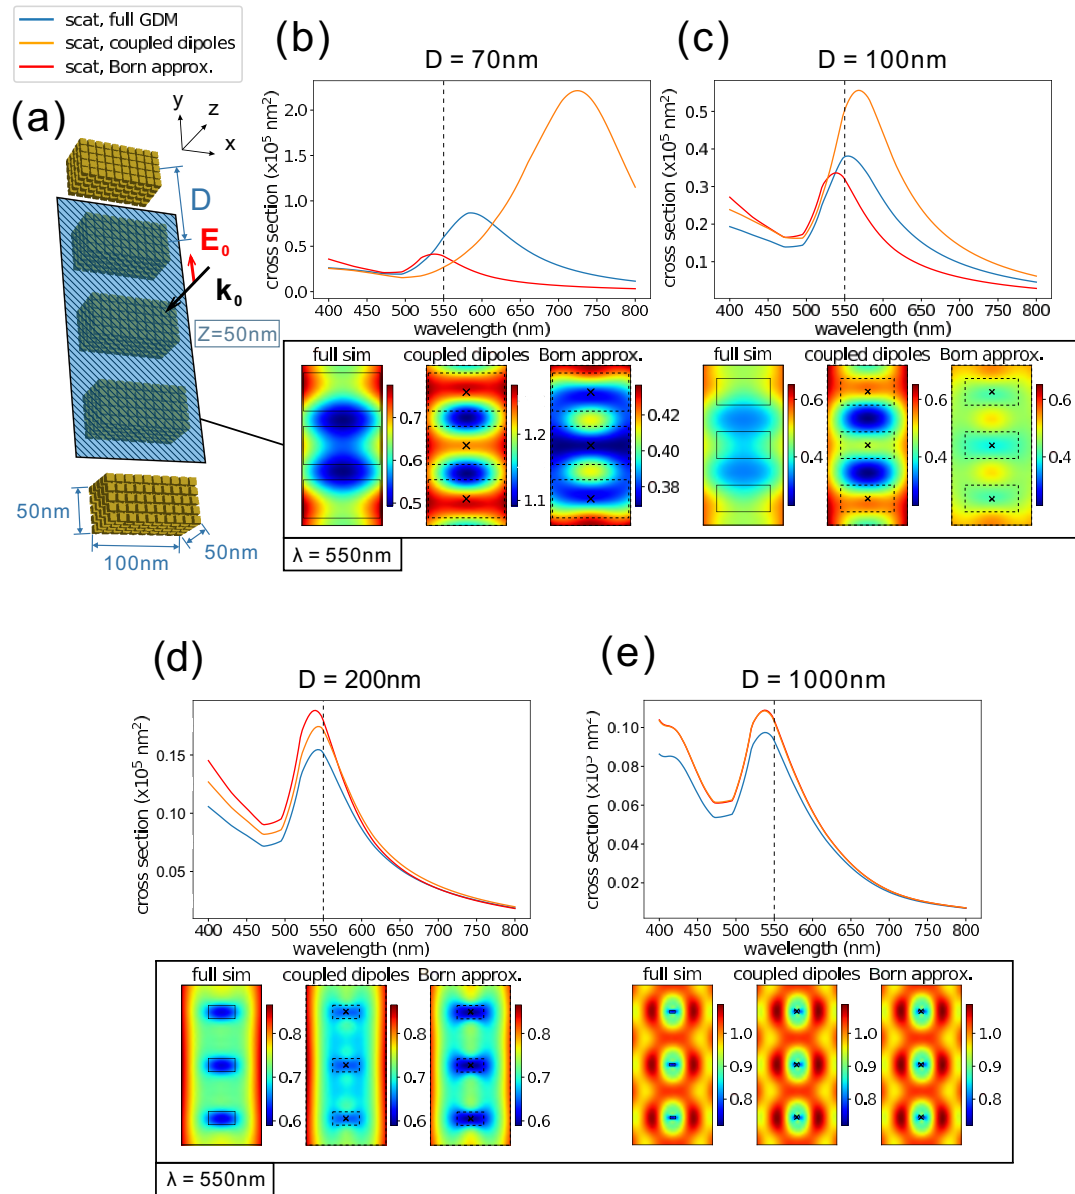 scat, full GDM
scat, coupled dipoles
scat, Born approx.
(a)
y
z
x
D
E0
k0
Z=50nm
50nm
100nm
50nm
(b)
D = 70nm
cross section (x10⁵ nm²)
2.0
1.5
1.0
0.5
0.0
400 450 500 550 600 650 700 750 800
wavelength (nm)
(c)
D = 100nm
cross section (x10⁵ nm²)
0.5
0.4
0.3
0.2
0.1
400 450 500 550 600 650 700 750 800
wavelength (nm)
full sim coupled dipoles Born approx.
0.7
0.6
0.5
1.2
1.1
0.42
0.40
0.38
full sim coupled dipoles Born approx.
0.6
0.4
0.6
0.4
0.6
0.4
λ = 550nm
(d)
D = 200nm
cross section (x10⁵ nm²)
0.15
0.10
0.05
400 450 500 550 600 650 700 750 800
wavelength (nm)
(e)
D = 1000nm
cross section (x10⁵ nm²)
0.10
0.08
0.06
0.04
0.02
400 450 500 550 600 650 700 750 800
wavelength (nm)
full sim coupled dipoles Born approx.
0.8
0.7
0.6
0.8
0.7
0.6
0.8
0.7
0.6
full sim coupled dipoles Born approx.
1.0
0.9
0.8
1.0
0.9
0.8
1.0
0.9
0.8
λ = 550nm